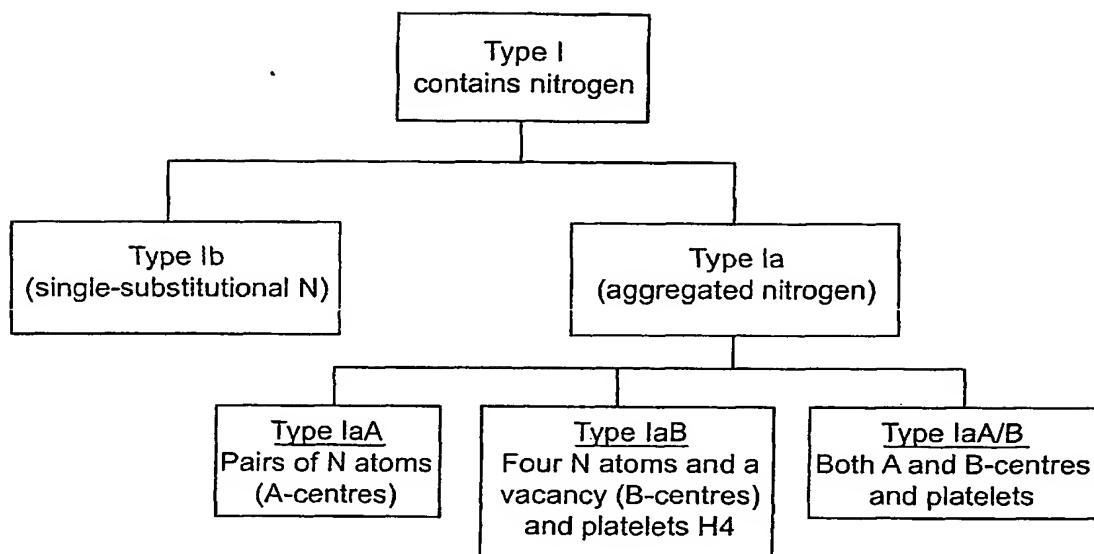 Type I
contains nitrogen
Type Ib
(single-substitutional N)
Type Ia
(aggregated nitrogen)
Type IaA
Pairs of N atoms
(A-centres)
Type IaB
Four N atoms and a
vacancy (B-centres)
and platelets H4
Type IaA/B
Both A and B-centres
and platelets